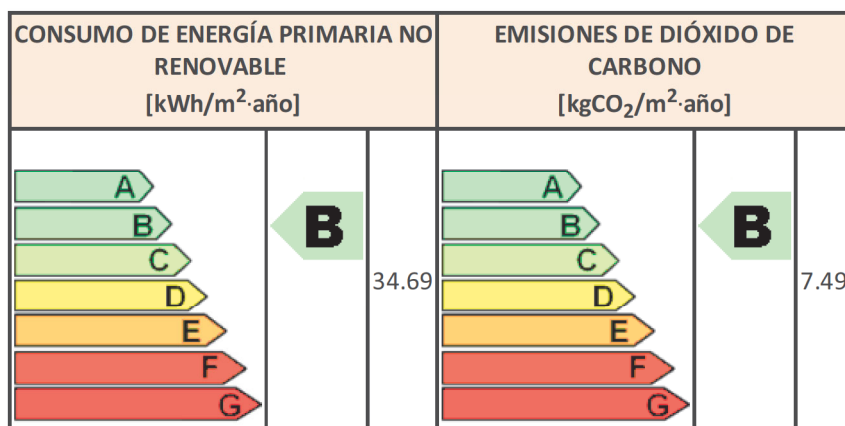 CONSUMO DE ENERGÍA PRIMARIA NO
RENOVABLE
[kWh/m²·año]
EMISIONES DE DIÓXIDO DE
CARBONO
[kgCO₂/m²·año]
A
B
C
D
E
F
G
B
34.69
A
B
C
D
E
F
G
B
7.49